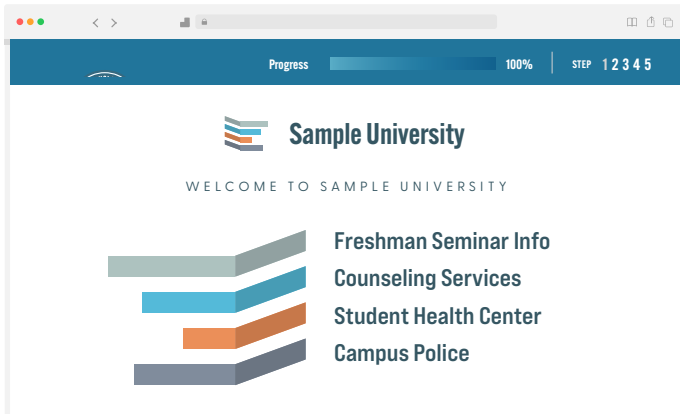 Progress 100% STEP 1 2 3 4 5
Sample University
WELCOME TO SAMPLE UNIVERSITY
Freshman Seminar Info
Counseling Services
Student Health Center
Campus Police